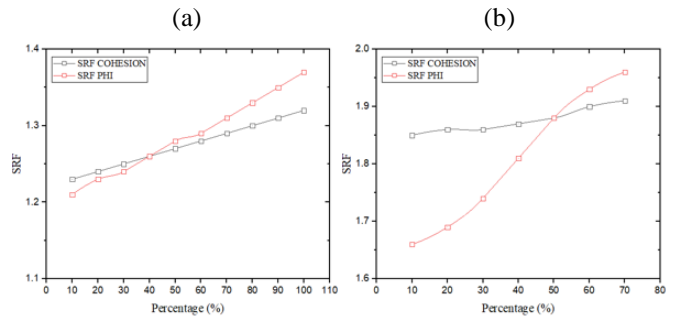 (a)
(b)
1.4
1.3
1.2
1.1
SRF
SRF COHESION
SRF PHI
10 20 30 40 50 60 70 80 90 100 110
Percentage (%)
2.0
1.9
1.8
1.7
1.6
SRF
SRF COHESION
SRF PHI
10 20 30 40 50 60 70 80
Percentage (%)